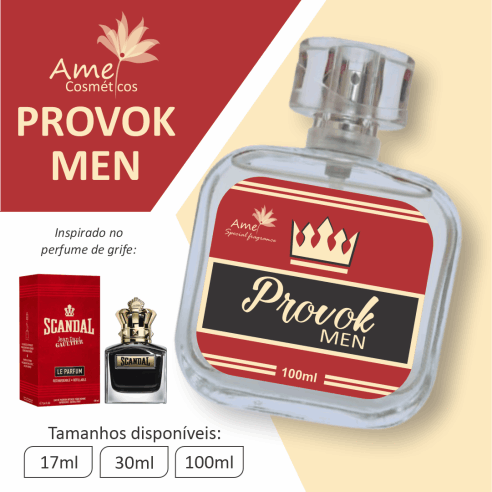 Ame
Cosméticos
PROVOK
MEN
Inspirado no
perfume de grife:
SCANDAL
Jean Paul
GAULTIER
LE PARFUM
SCANDAL
Ame
Special fragrance
Provok
MEN
100ml
Tamanhos disponíveis:
17ml
30ml
100ml